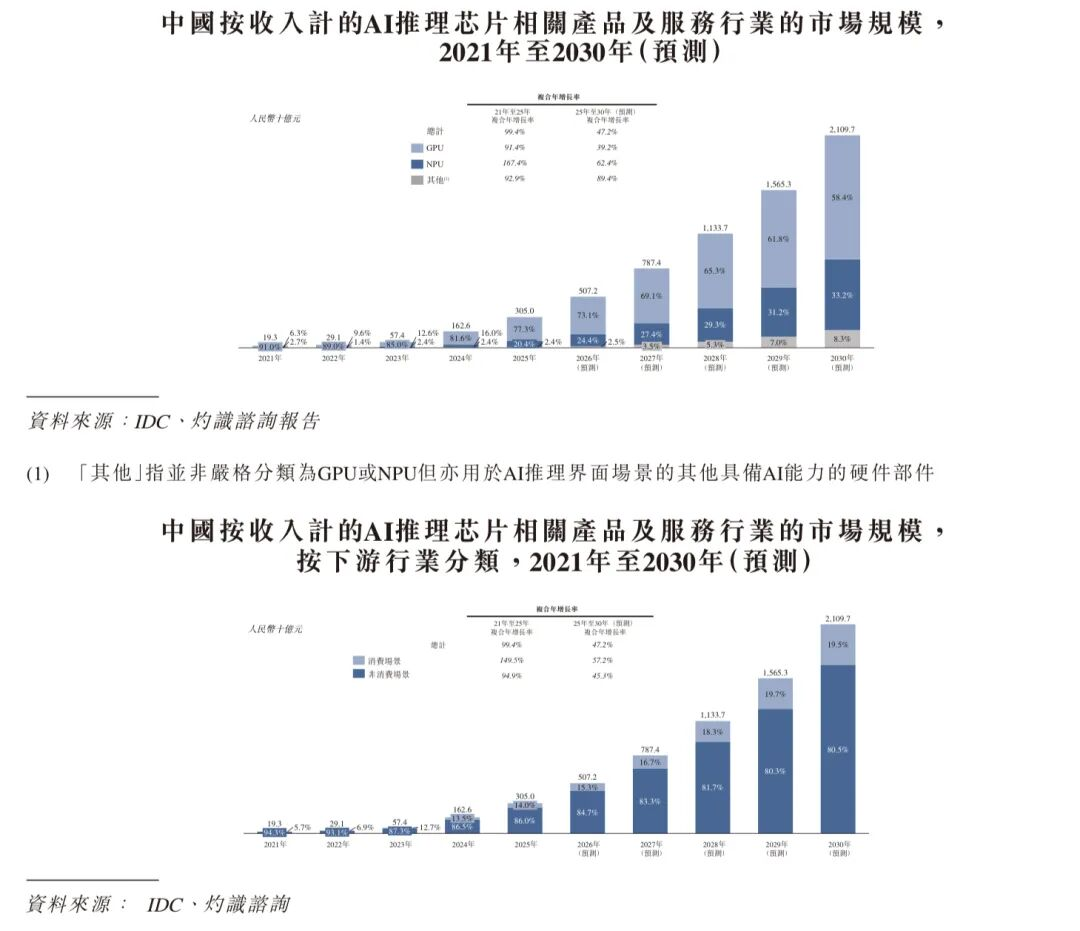 中國按收入計的AI推理芯片相關產品及服務行業的市場規模，
2021年至2030年(預測)
人民幣十億元
複合年增長率
21年至25年 25年至30年(預測)
複合年增長率 複合年增長率
總計 99.4% 47.2%
GPU 91.4% 39.2%
NPU 167.4% 62.4%
其他(1) 92.9% 89.4%
19.3 29.1 57.4 162.6 305.0 507.2 787.4 1,133.7 1,565.3 2,109.7
91.0% 89.0% 85.0% 81.6% 77.3% 73.1% 69.1% 65.3% 61.8% 58.4%
6.3% 9.6% 12.6% 16.0% 20.4% 24.4% 27.4% 29.3% 31.2% 33.2%
2.7% 1.4% 2.4% 2.4% 2.4% 2.5% 3.5% 5.3% 7.0% 8.3%
2021年 2022年 2023年 2024年 2025年 2026年 2027年 2028年 2029年 2030年
(預測) (預測) (預測) (預測) (預測)
資料來源：IDC、灼識諮詢報告
(1) 「其他」指並非嚴格分類為GPU或NPU但亦用於AI推理界面場景的其他具備AI能力的硬件部件
中國按收入計的AI推理芯片相關產品及服務行業的市場規模，
按下游行業分類，2021年至2030年(預測)
人民幣十億元
複合年增長率
21年至25年 25年至30年(預測)
複合年增長率 複合年增長率
總計 99.4% 47.2%
消費場景 149.5% 57.2%
非消費場景 94.9% 45.3%
19.3 29.1 57.4 162.6 305.0 507.2 787.4 1,133.7 1,565.3 2,109.7
5.7% 6.9% 12.7% 13.5% 14.0% 15.3% 16.7% 18.3% 19.7% 19.5%
94.3% 93.1% 87.3% 86.5% 86.0% 84.7% 83.3% 81.7% 80.3% 80.5%
2021年 2022年 2023年 2024年 2025年 2026年 2027年 2028年 2029年 2030年
(預測) (預測) (預測) (預測) (預測)
資料來源： IDC、灼識諮詢